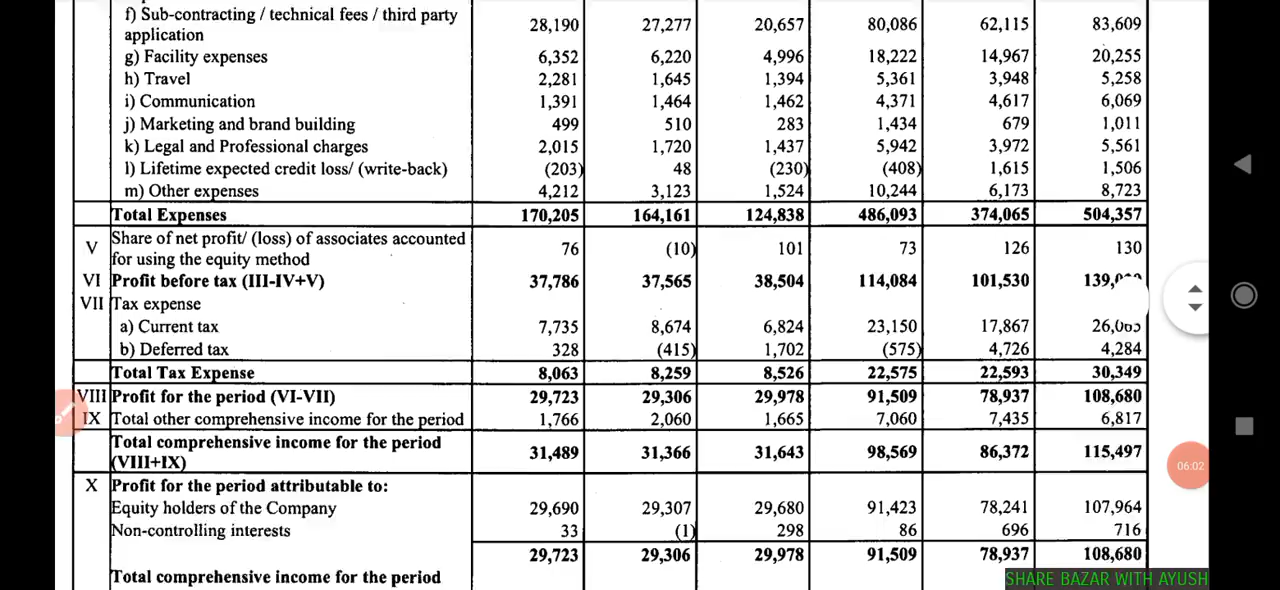 f) Sub-contracting / technical fees / third party application 28,190 27,277 20,657 80,086 62,115 83,609
g) Facility expenses 6,352 6,220 4,996 18,222 14,967 20,255
h) Travel 2,281 1,645 1,394 5,361 3,948 5,258
i) Communication 1,391 1,464 1,462 4,371 4,617 6,069
j) Marketing and brand building 499 510 283 1,434 679 1,011
k) Legal and Professional charges 2,015 1,720 1,437 5,942 3,972 5,561
l) Lifetime expected credit loss/ (write-back) (203) 48 (230) (408) 1,615 1,506
m) Other expenses 4,212 3,123 1,524 10,244 6,173 8,723
Total Expenses 170,205 164,161 124,838 486,093 374,065 504,357
V Share of net profit/ (loss) of associates accounted for using the equity method 76 (10) 101 73 126 130
VI Profit before tax (III-IV+V) 37,786 37,565 38,504 114,084 101,530
VII Tax expense
a) Current tax 7,735 8,674 6,824 23,150 17,867
b) Deferred tax 328 (415) 1,702 (575) 4,726 4,284
Total Tax Expense 8,063 8,259 8,526 22,575 22,593 30,349
VIII Profit for the period (VI-VII) 29,723 29,306 29,978 91,509 78,937 108,680
IX Total other comprehensive income for the period 1,766 2,060 1,665 7,060 7,435 6,817
Total comprehensive income for the period (VIII+IX) 31,489 31,366 31,643 98,569 86,372 115,497
X Profit for the period attributable to:
Equity holders of the Company 29,690 29,307 29,680 91,423 78,241 107,964
Non-controlling interests 33 (1) 298 86 696 716
29,723 29,306 29,978 91,509 78,937 108,680
Total comprehensive income for the period
06:02
SHARE BAZAR WITH AYUSH